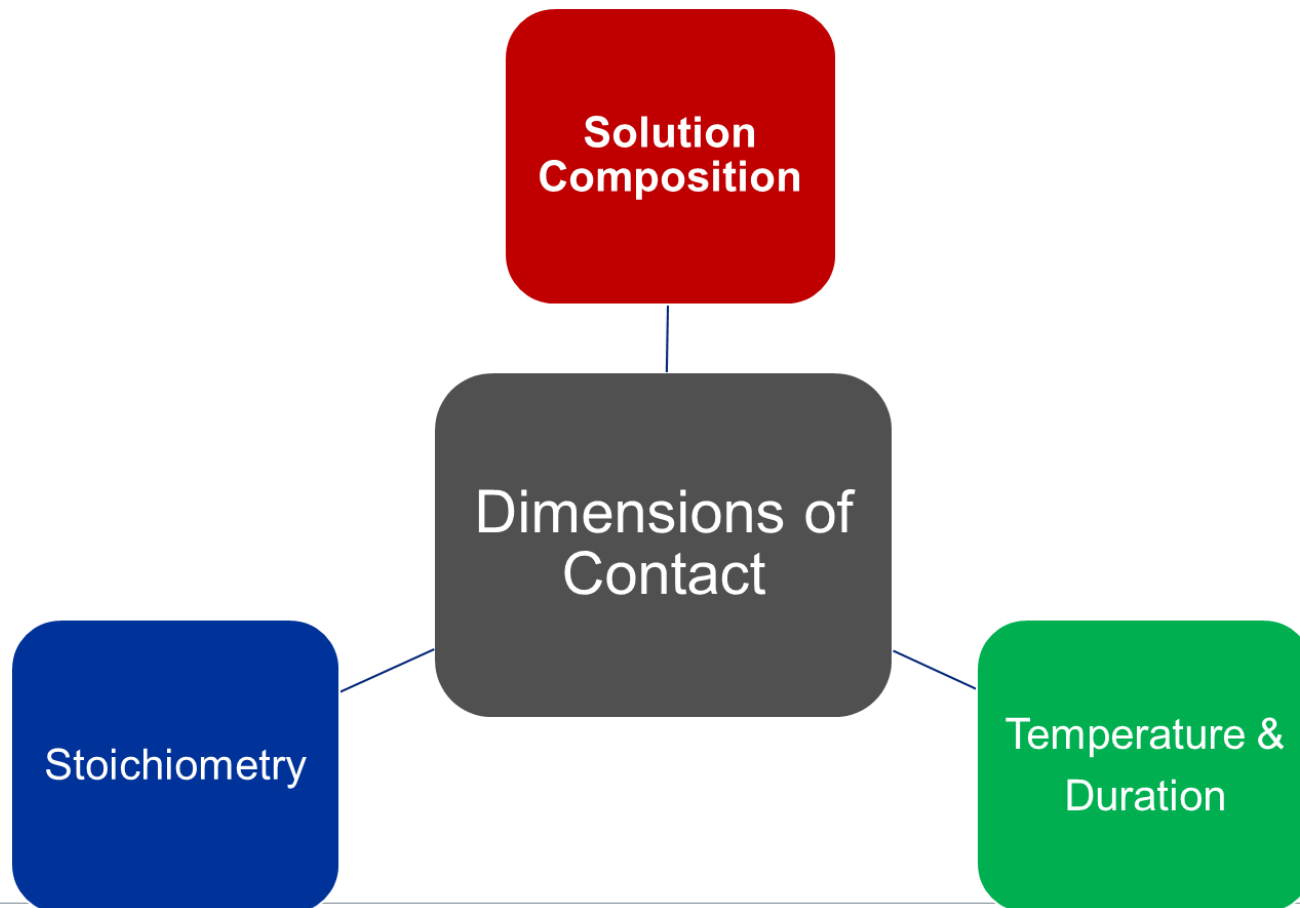 Solution
Composition
Dimensions of
Contact
Stoichiometry
Temperature &
Duration